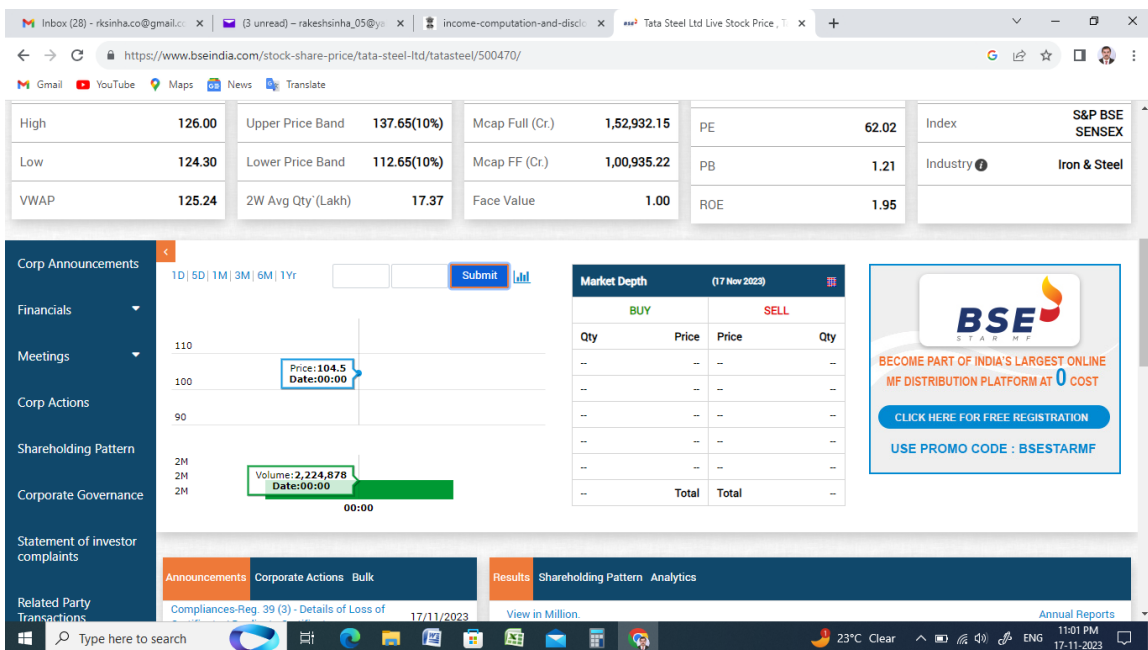 Inbox (28) - rksinha.co@gmail.cc
(3 unread) – rakeshsinha_05@ya
income-computation-and-disclc
Tata Steel Ltd Live Stock Price , T
https://www.bseindia.com/stock-share-price/tata-steel-ltd/tatasteel/500470/
Gmail YouTube Maps News Translate
High 126.00 Upper Price Band 137.65(10%) Mcap Full (Cr.) 1,52,932.15 PE 62.02 Index S&P BSE SENSEX
Low 124.30 Lower Price Band 112.65(10%) Mcap FF (Cr.) 1,00,935.22 PB 1.21 Industry Iron & Steel
VWAP 125.24 2W Avg Qty`(Lakh) 17.37 Face Value 1.00 ROE 1.95
Corp Announcements
Financials
Meetings
Corp Actions
Shareholding Pattern
Corporate Governance
Statement of investor
complaints
Related Party
Transactions
1D| 5D| 1M| 3M| 6M| 1Yr Submit
110
100
90
Price:104.5
Date:00:00
2M
2M
2M
Volume:2,224,878
Date:00:00
00:00
Market Depth (17 Nov 2023)
BUY SELL
Qty Price Price Qty
-- -- -- --
-- -- -- --
-- -- -- --
-- -- -- --
-- -- -- --
-- Total Total --
BSE
STAR MF
BECOME PART OF INDIA'S LARGEST ONLINE
MF DISTRIBUTION PLATFORM AT 0 COST
CLICK HERE FOR FREE REGISTRATION
USE PROMO CODE : BSESTARMF
Announcements Corporate Actions Bulk
Compliances-Reg. 39 (3) - Details of Loss of
17/11/2023
Results Shareholding Pattern Analytics
View in Million. Annual Reports
Type here to search
23°C Clear
ENG
11:01 PM
17-11-2023